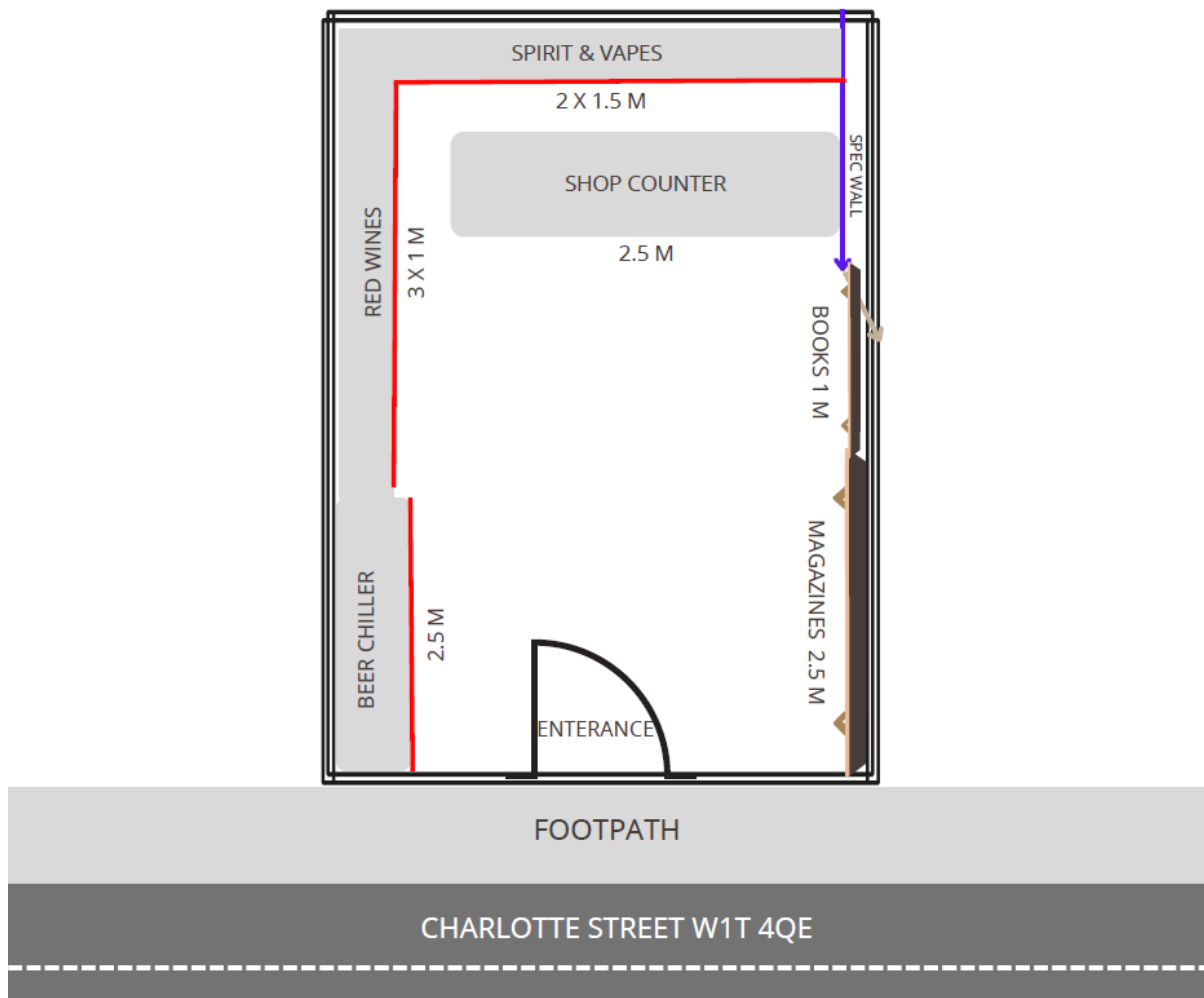 SPIRIT & VAPES
2 X 1.5 M
SHOP COUNTER
2.5 M
SPEC WALL
RED WINES
3 X 1 M
BOOKS 1 M
BEER CHILLER
2.5 M
MAGAZINES 2.5 M
ENTERANCE
FOOTPATH
CHARLOTTE STREET W1T 4QE